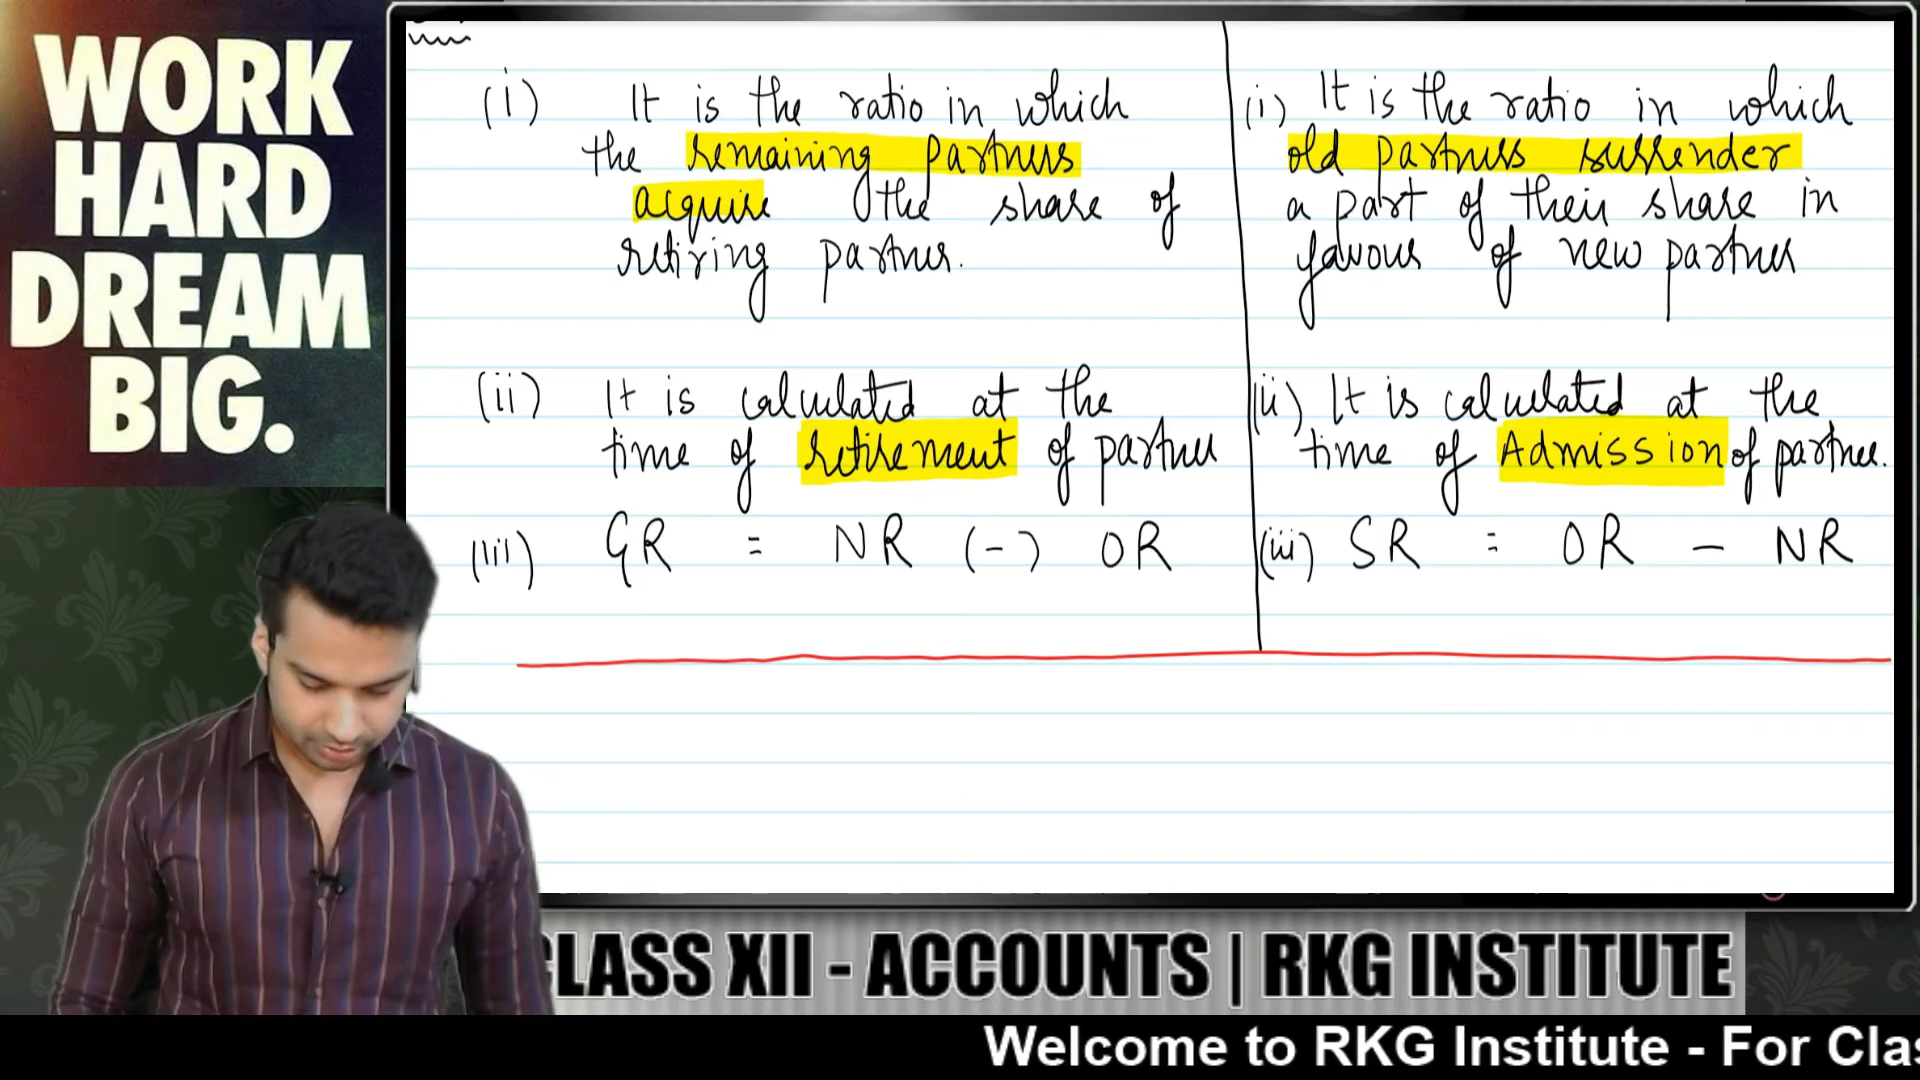 WORK
HARD
DREAM
BIG.
(i) It is the ratio in which
the remaining partners
acquire the share of
retiring partner.
(ii) It is calculated at the
time of retirement of partner
(iii) GR = NR (-) OR
(i) It is the ratio in which
old partners surrender
a part of their share in
favour of new partner
(ii) It is calculated at the
time of Admission of partner.
(iii) SR = OR - NR
CLASS XII - ACCOUNTS | RKG INSTITUTE
Welcome to RKG Institute - For Clas